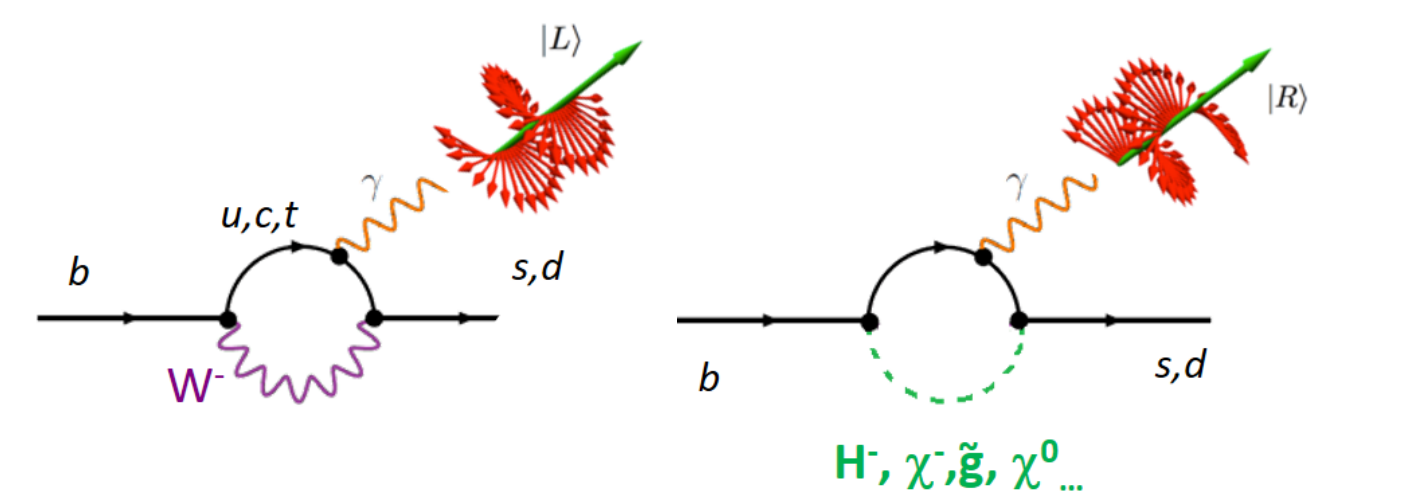 |L⟩
γ
u,c,t
b
s,d
W⁻
|R⟩
γ
b
s,d
H⁻, χ⁻,g̃, χ⁰...